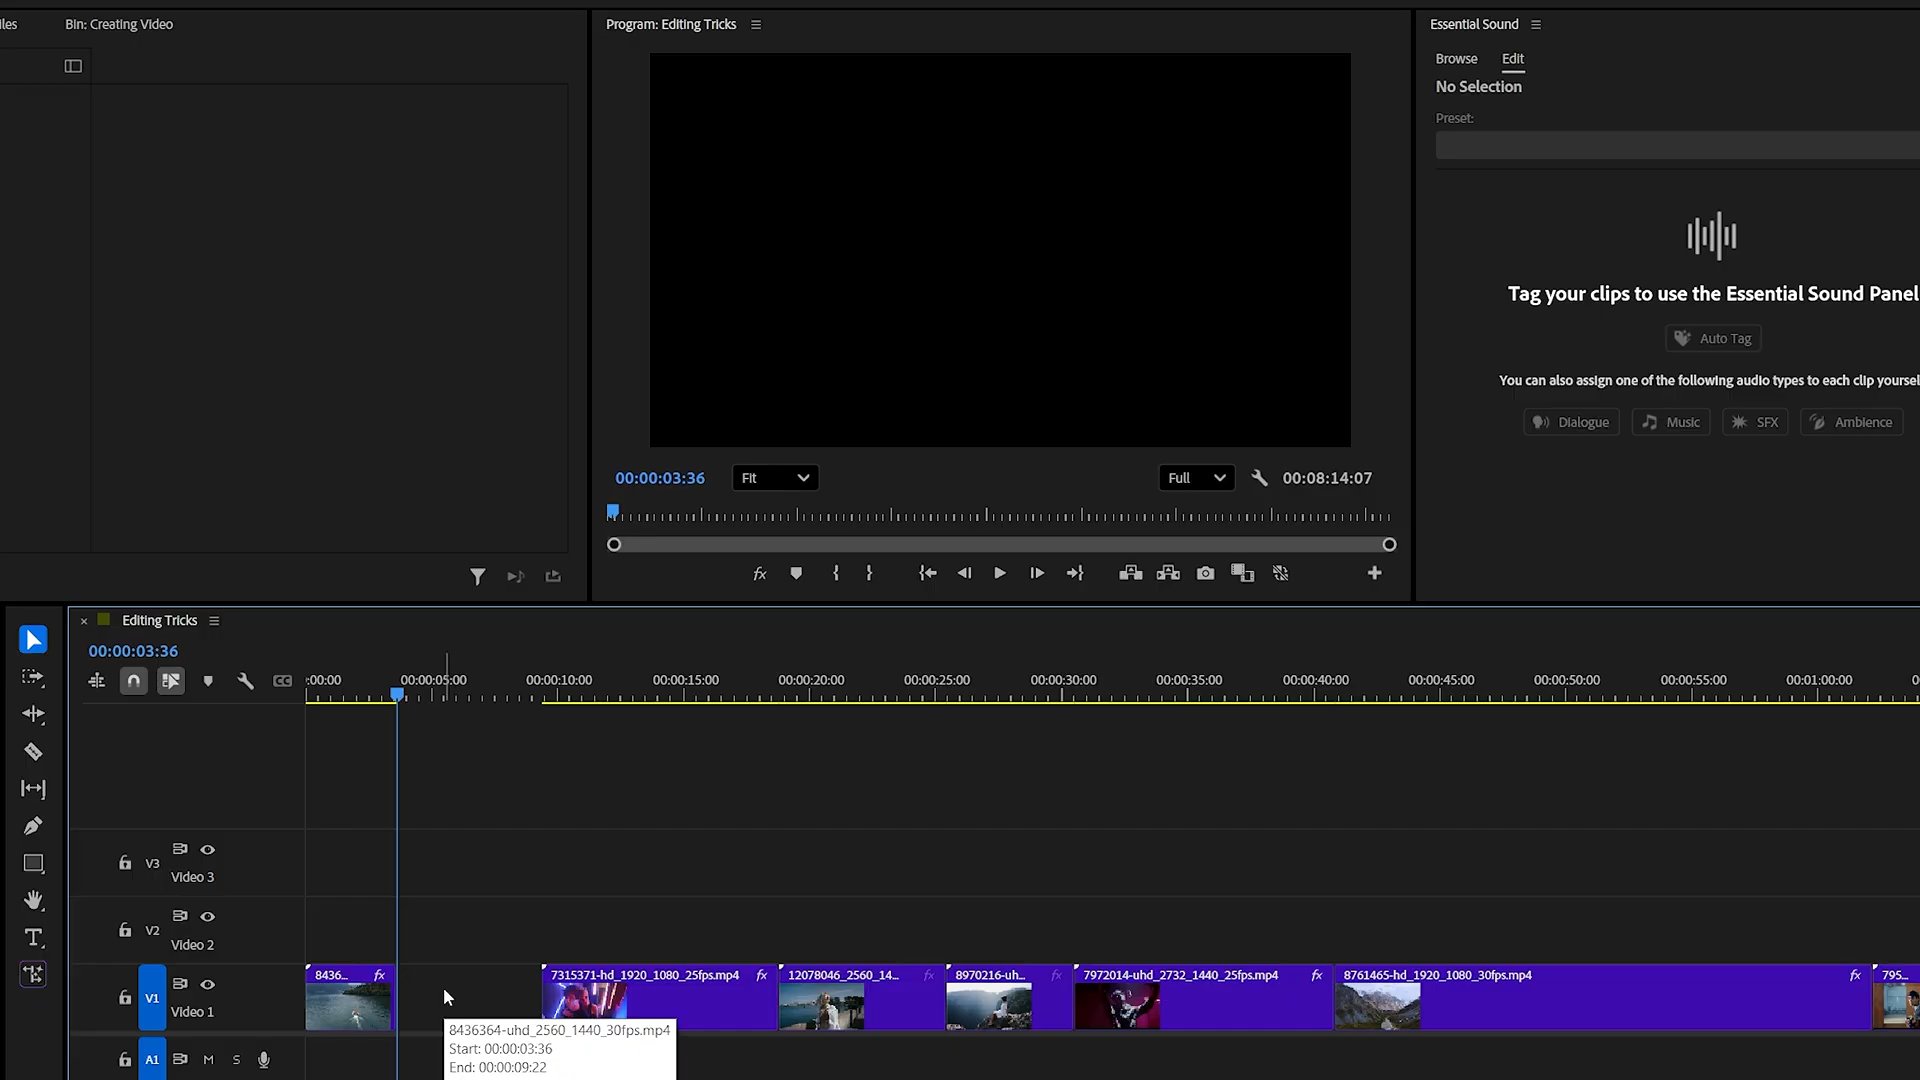 iles
Bin: Creating Video
Program: Editing Tricks
Essential Sound
Browse
Edit
No Selection
Preset:
Tag your clips to use the Essential Sound Panel
Auto Tag
You can also assign one of the following audio types to each clip yoursel
Dialogue
Music
SFX
Ambience
00:00:03:36
Fit
Full
00:08:14:07
fx
Editing Tricks
00:00:03:36
CC
:00:00
00:00:05:00
00:00:10:00
00:00:15:00
00:00:20:00
00:00:25:00
00:00:30:00
00:00:35:00
00:00:40:00
00:00:45:00
00:00:50:00
00:00:55:00
00:01:00:00
V3
Video 3
V2
Video 2
V1
Video 1
8436...
fx
7315371-hd_1920_1080_25fps.mp4
fx
12078046_2560_14...
fx
8970216-uh...
fx
7972014-uhd_2732_1440_25fps.mp4
fx
8761465-hd_1920_1080_30fps.mp4
fx
795...
8436364-uhd_2560_1440_30fps.mp4
Start: 00:00:03:36
End: 00:00:09:22
A1
M
S